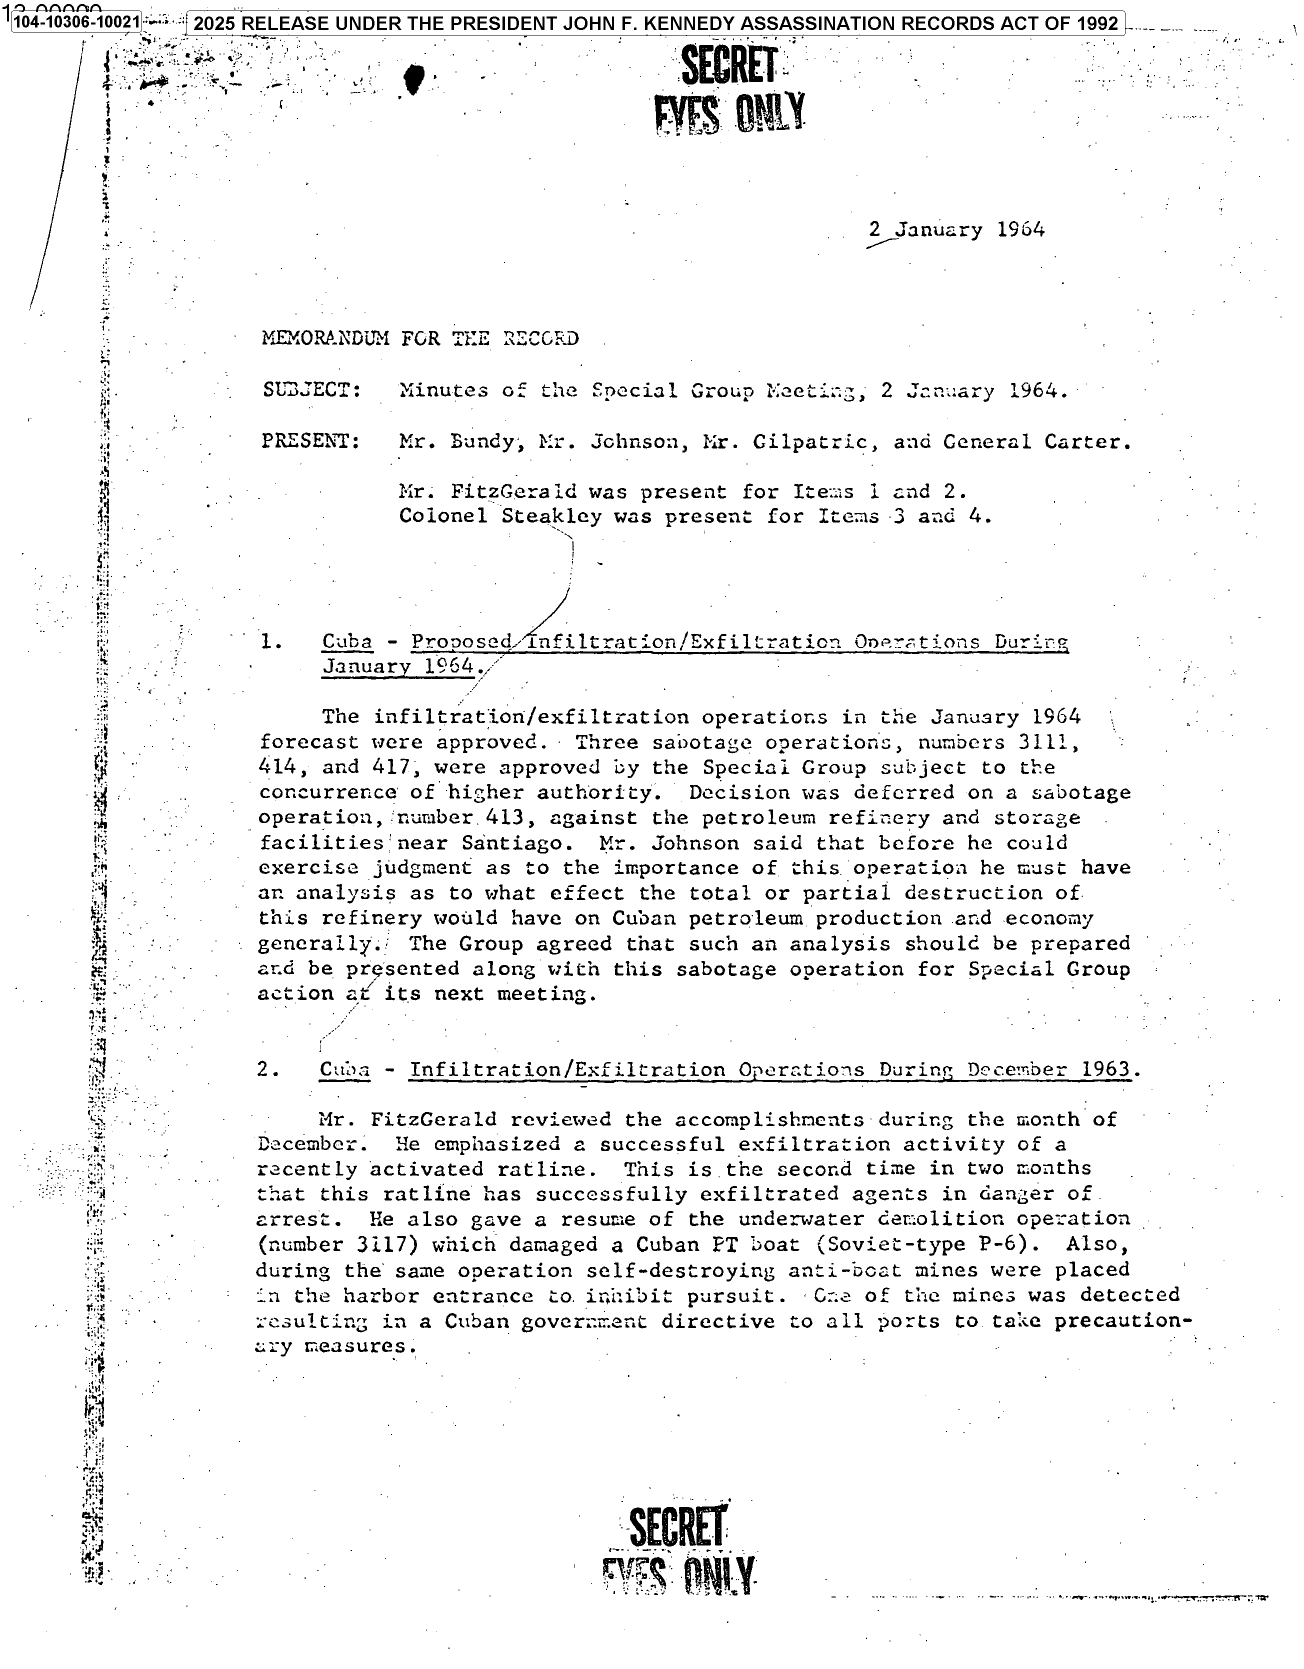 104-10306-10021
2025 RELEASE UNDER THE PRESIDENT JOHN F. KENNEDY ASSASSINATION RECORDS ACT OF 1992
SECRET
EYES ONLY
2 January 1964
MEMORANDUM FOR THE RECORD
SUBJECT: Minutes of the Special Group Meeting, 2 January 1964.
PRESENT: Mr. Bundy, Mr. Johnson, Mr. Gilpatric, and General Carter.
Mr. FitzGerald was present for Items 1 and 2.
Colonel Steakley was present for Items 3 and 4.
1. Cuba - Proposed Infiltration/Exfiltration Operations During
January 1964.
The infiltration/exfiltration operations in the January 1964
forecast were approved. Three sabotage operations, numbers 3111,
414, and 417, were approved by the Special Group subject to the
concurrence of higher authority. Decision was deferred on a sabotage
operation, number 413, against the petroleum refinery and storage
facilities near Santiago. Mr. Johnson said that before he could
exercise judgment as to the importance of this operation he must have
an analysis as to what effect the total or partial destruction of
this refinery would have on Cuban petroleum production and economy
generally. The Group agreed that such an analysis should be prepared
and be presented along with this sabotage operation for Special Group
action at its next meeting.
2. Cuba - Infiltration/Exfiltration Operations During December 1963.
Mr. FitzGerald reviewed the accomplishments during the month of
December. He emphasized a successful exfiltration activity of a
recently activated ratline. This is the second time in two months
that this ratline has successfully exfiltrated agents in danger of
arrest. He also gave a resume of the underwater demolition operation
(number 3117) which damaged a Cuban PT boat (Soviet-type P-6). Also,
during the same operation self-destroying anti-boat mines were placed
in the harbor entrance to inhibit pursuit. One of the mines was detected
resulting in a Cuban government directive to all ports to take precaution-
ary measures.
SECRET
EYES ONLY